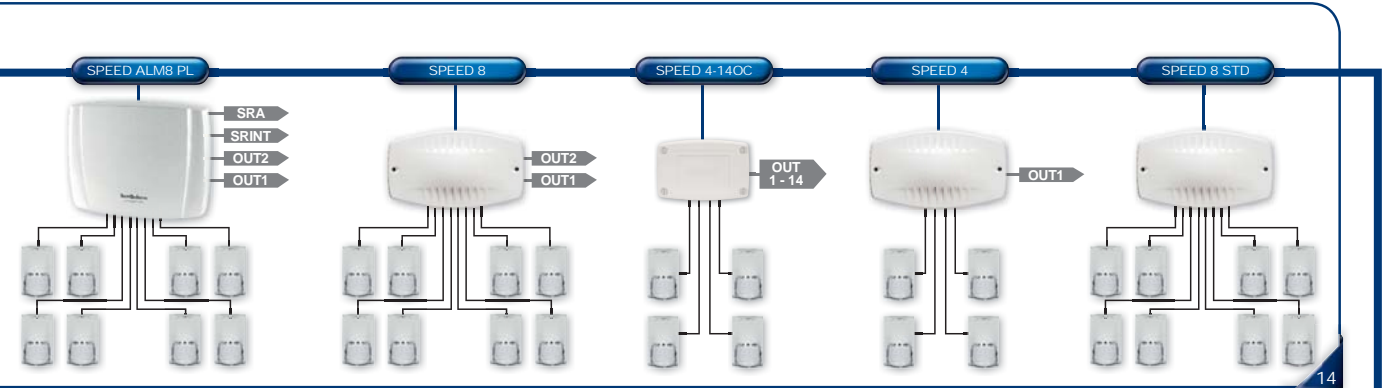 SPEED ALM8 PL
SPEED 8
SPEED 4-14OC
SPEED 4
SPEED 8 STD
SRA
SRINT
OUT2
OUT1
OUT2
OUT1
OUT
1 - 14
OUT1
14